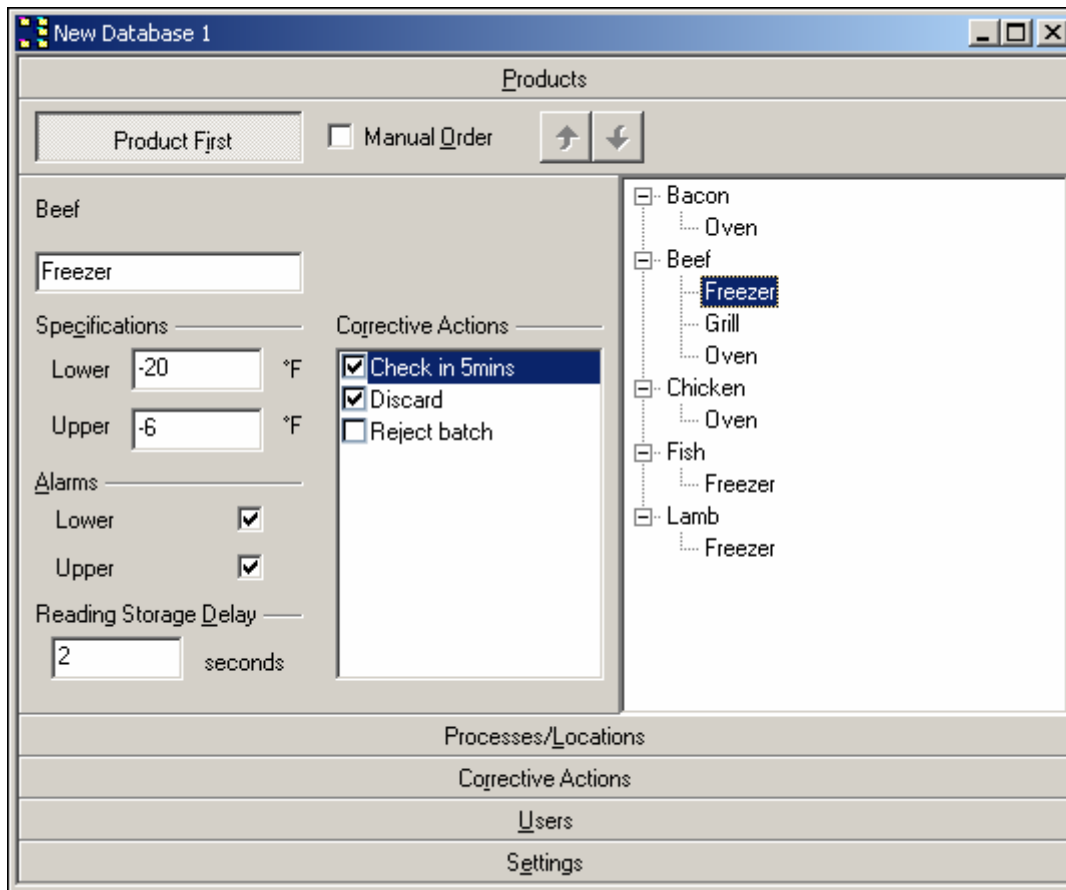 New Database 1
Products
Product First
Manual Order
Beef
Freezer
Specifications
Lower -20 °F
Upper -6 °F
Alarms
Lower
Upper
Reading Storage Delay
2 seconds
Corrective Actions
Check in 5mins
Discard
Reject batch
Bacon
Oven
Beef
Freezer
Grill
Oven
Chicken
Oven
Fish
Freezer
Lamb
Freezer
Processes/Locations
Corrective Actions
Users
Settings